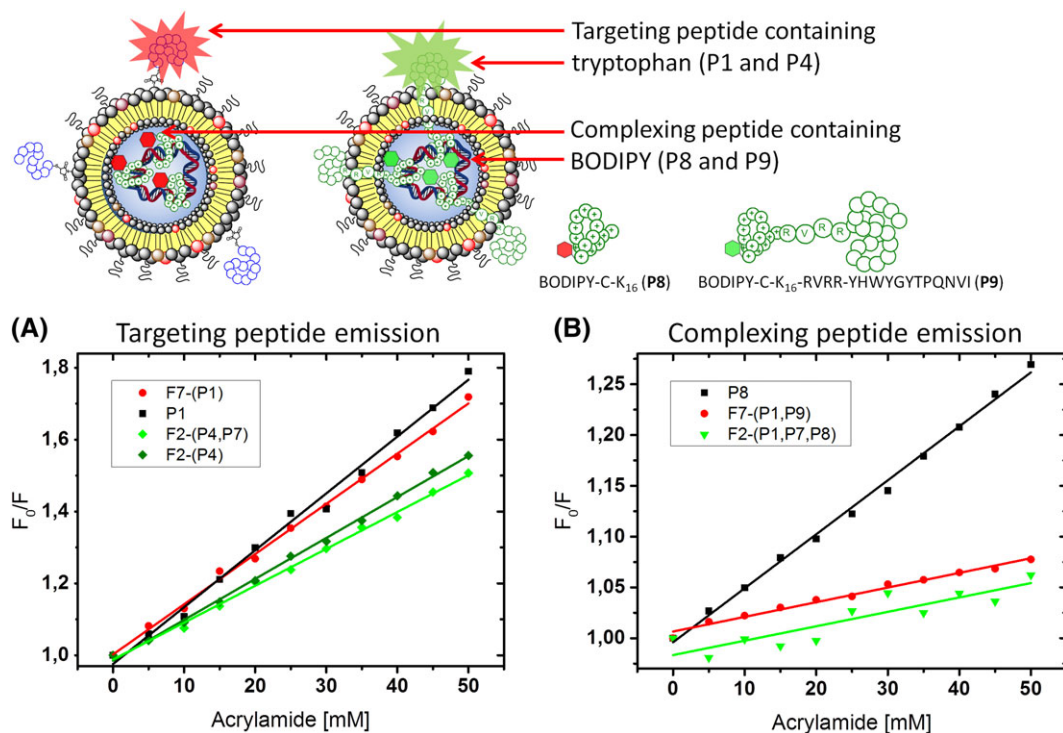 Targeting peptide containing
tryptophan (P1 and P4)
Complexing peptide containing
BODIPY (P8 and P9)
R V R R
BODIPY-C-K16 (P8)
BODIPY-C-K16-RVRR-YHWYGYTPQNVI (P9)
(A) Targeting peptide emission
1,8
1,6
1,4
1,2
1,0
F0/F
F7-(P1)
P1
F2-(P4,P7)
F2-(P4)
0 10 20 30 40 50
Acrylamide [mM]
(B) Complexing peptide emission
1,25
1,20
1,15
1,10
1,05
1,00
F0/F
P8
F7-(P1,P9)
F2-(P1,P7,P8)
0 10 20 30 40 50
Acrylamide [mM]